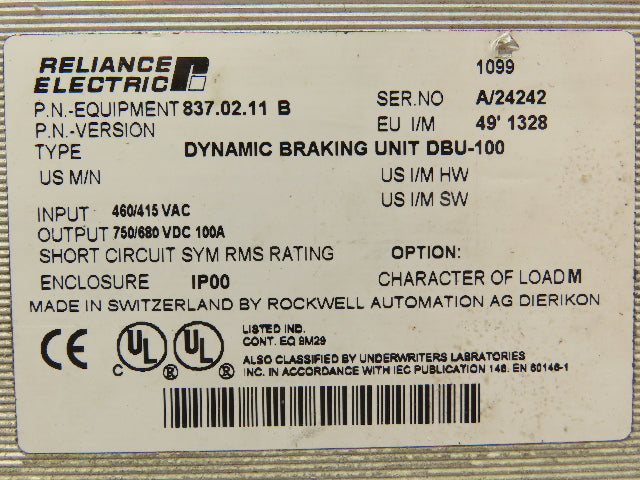 RELIANCE
ELECTRIC
1099
P.N.-EQUIPMENT 837.02.11 B
SER.NO A/24242
P.N.-VERSION
EU I/M 49' 1328
TYPE DYNAMIC BRAKING UNIT DBU-100
US M/N
US I/M HW
US I/M SW
INPUT 460/415 VAC
OUTPUT 750/680 VDC 100A
SHORT CIRCUIT SYM RMS RATING OPTION:
ENCLOSURE IP00 CHARACTER OF LOAD M
MADE IN SWITZERLAND BY ROCKWELL AUTOMATION AG DIERIKON
CE
C UL ® UL ®
LISTED IND.
CONT. EQ 9M29
ALSO CLASSIFIED BY UNDERWRITERS LABRATORIES
INC. IN ACCORDANCE WITH IEC PUBLICATION 146. EN 60146-1